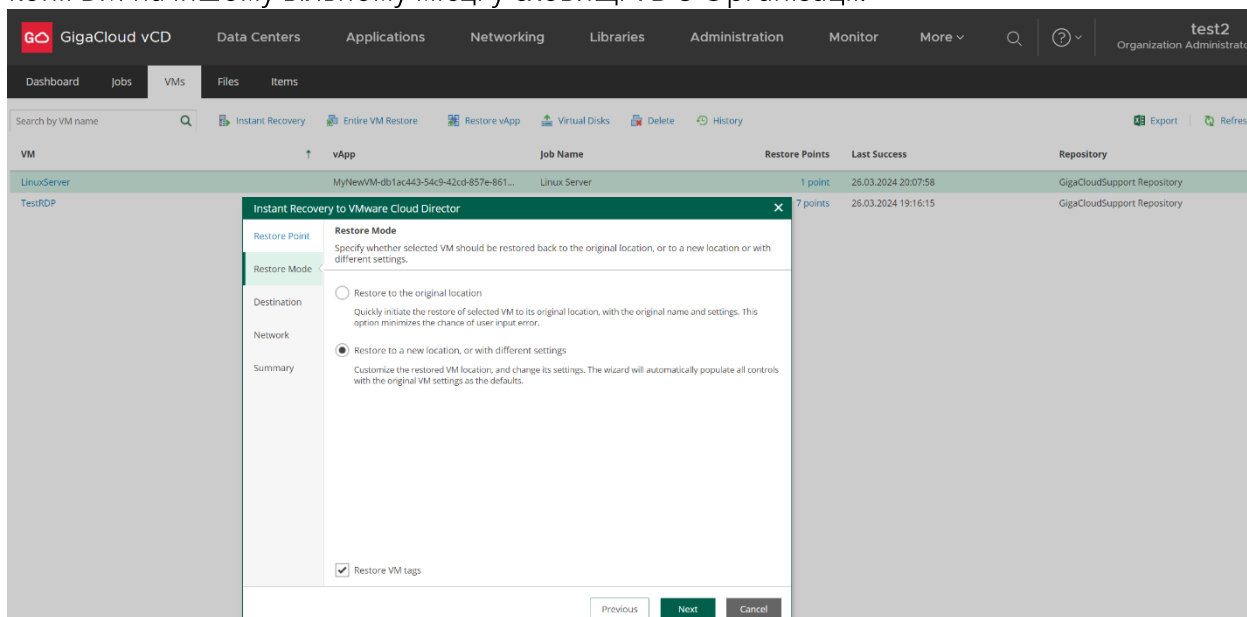 GigaCloud vCD Data Centers Applications Networking Libraries Administration Monitor More test2
Organization Administrato
Dashboard Jobs VMs Files Items
Search by VM name Instant Recovery Entire VM Restore Restore vApp Virtual Disks Delete History Export Refres
VM ↑ vApp Job Name Restore Points Last Success Repository
LinuxServer MyNewVM-db1ac443-54c9-42cd-857e-861... Linux Server 1 point 26.03.2024 20:07:58 GigaCloudSupport Repository
TestRDP 7 points 26.03.2024 19:16:15 GigaCloudSupport Repository
Instant Recovery to VMware Cloud Director
Restore Point
Restore Mode
Destination
Network
Summary
Restore Mode
Specify whether selected VM should be restored back to the original location, or to a new location or with
different settings.
Restore to the original location
Quickly initiate the restore of selected VM to its original location, with the original name and settings. This
option minimizes the chance of user input error.
Restore to a new location, or with different settings
Customize the restored VM location, and change its settings. The wizard will automatically populate all controls
with the original VM settings as the defaults.
Restore VM tags
Previous Next Cancel